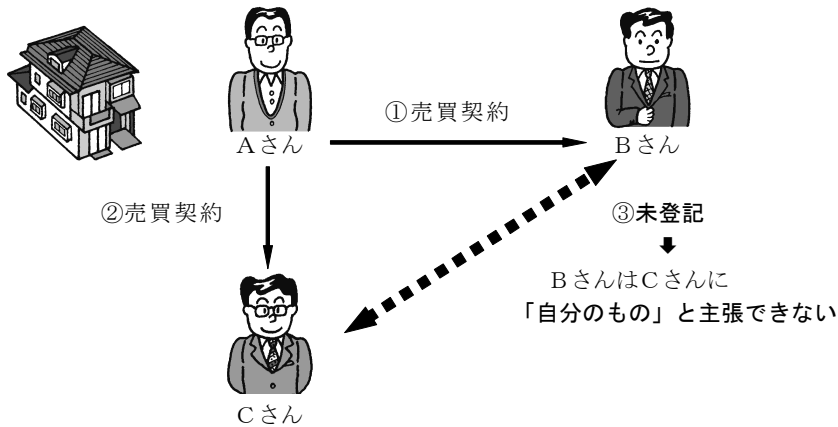 ①売買契約
Aさん
Bさん
②売買契約
③未登記
BさんはCさんに
「自分のもの」と主張できない
Cさん